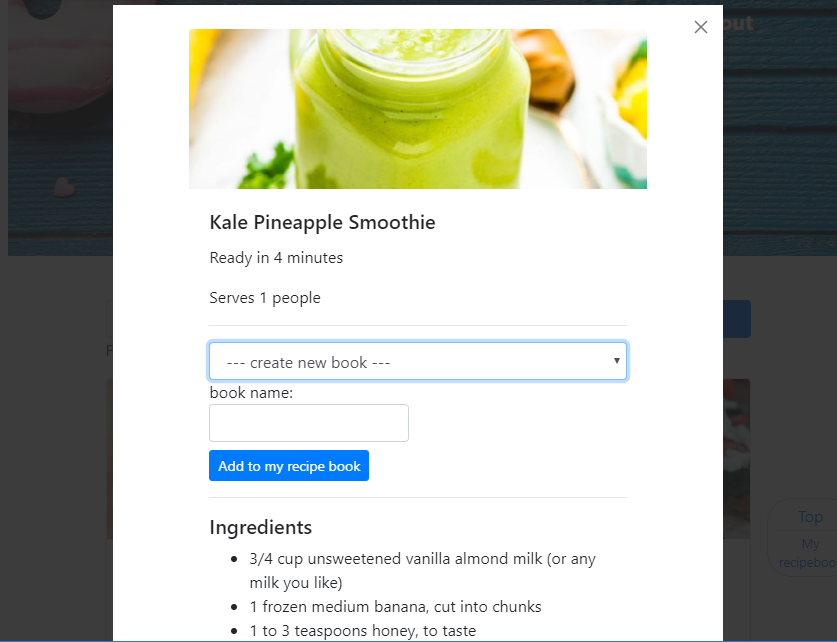 out
Kale Pineapple Smoothie
Ready in 4 minutes
Serves 1 people
--- create new book ---
book name:
Add to my recipe book
Ingredients
3/4 cup unsweetened vanilla almond milk (or any
milk you like)
1 frozen medium banana, cut into chunks
1 to 3 teaspoons honey, to taste
Top
My
recipeboo